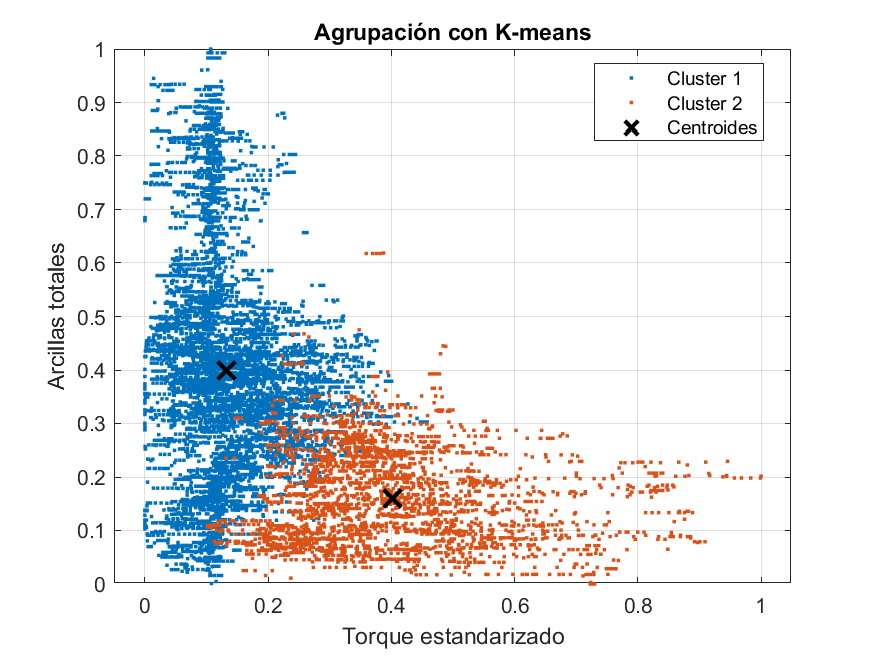 Agrupación con K-means
Cluster 1
Cluster 2
Centroides
Arcillas totales
1
0.9
0.8
0.7
0.6
0.5
0.4
0.3
0.2
0.1
0
0 0.2 0.4 0.6 0.8 1
Torque estandarizado